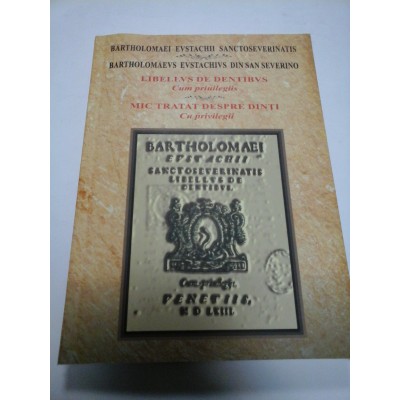 BARTHOLOMAEI EVSTACHII SANCTOSEVERINATIS
BARTHOLOMAEVS EVSTACHIVS DIN SAN SEVERINO
LIBELLVS DE DENTIBVS
Cum privilegiis
MIC TRATAT DESPRE DINȚI
Cu privilegii
BARTHOLOMAEI
EVSTACHII
SANCTOSEVERINATIS
LIBELLVS DE
DENTIBVS.
Cum privilegiis.
VENETIIS,
M D LXIII.